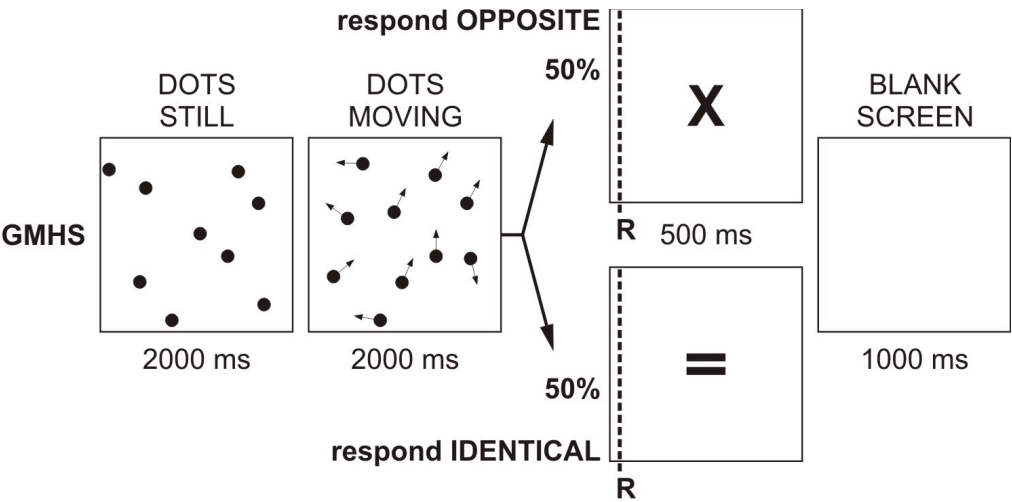 respond OPPOSITE
50%
X
DOTS
STILL
DOTS
MOVING
BLANK
SCREEN
GMHS
R
500 ms
=
2000 ms
2000 ms
1000 ms
50%
respond IDENTICAL
R